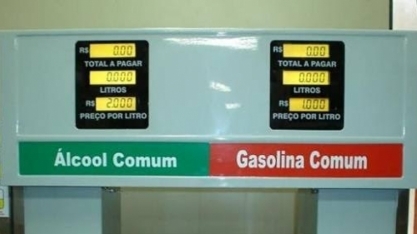 R$ 0.00 R$ 0.00
TOTAL A PAGAR TOTAL A PAGAR
0.000 0.000
LITROS LITROS
R$ 2.000 R$ 1.000
PREÇO POR LITRO PREÇO POR LITRO
Álcool Comum Gasolina Comum